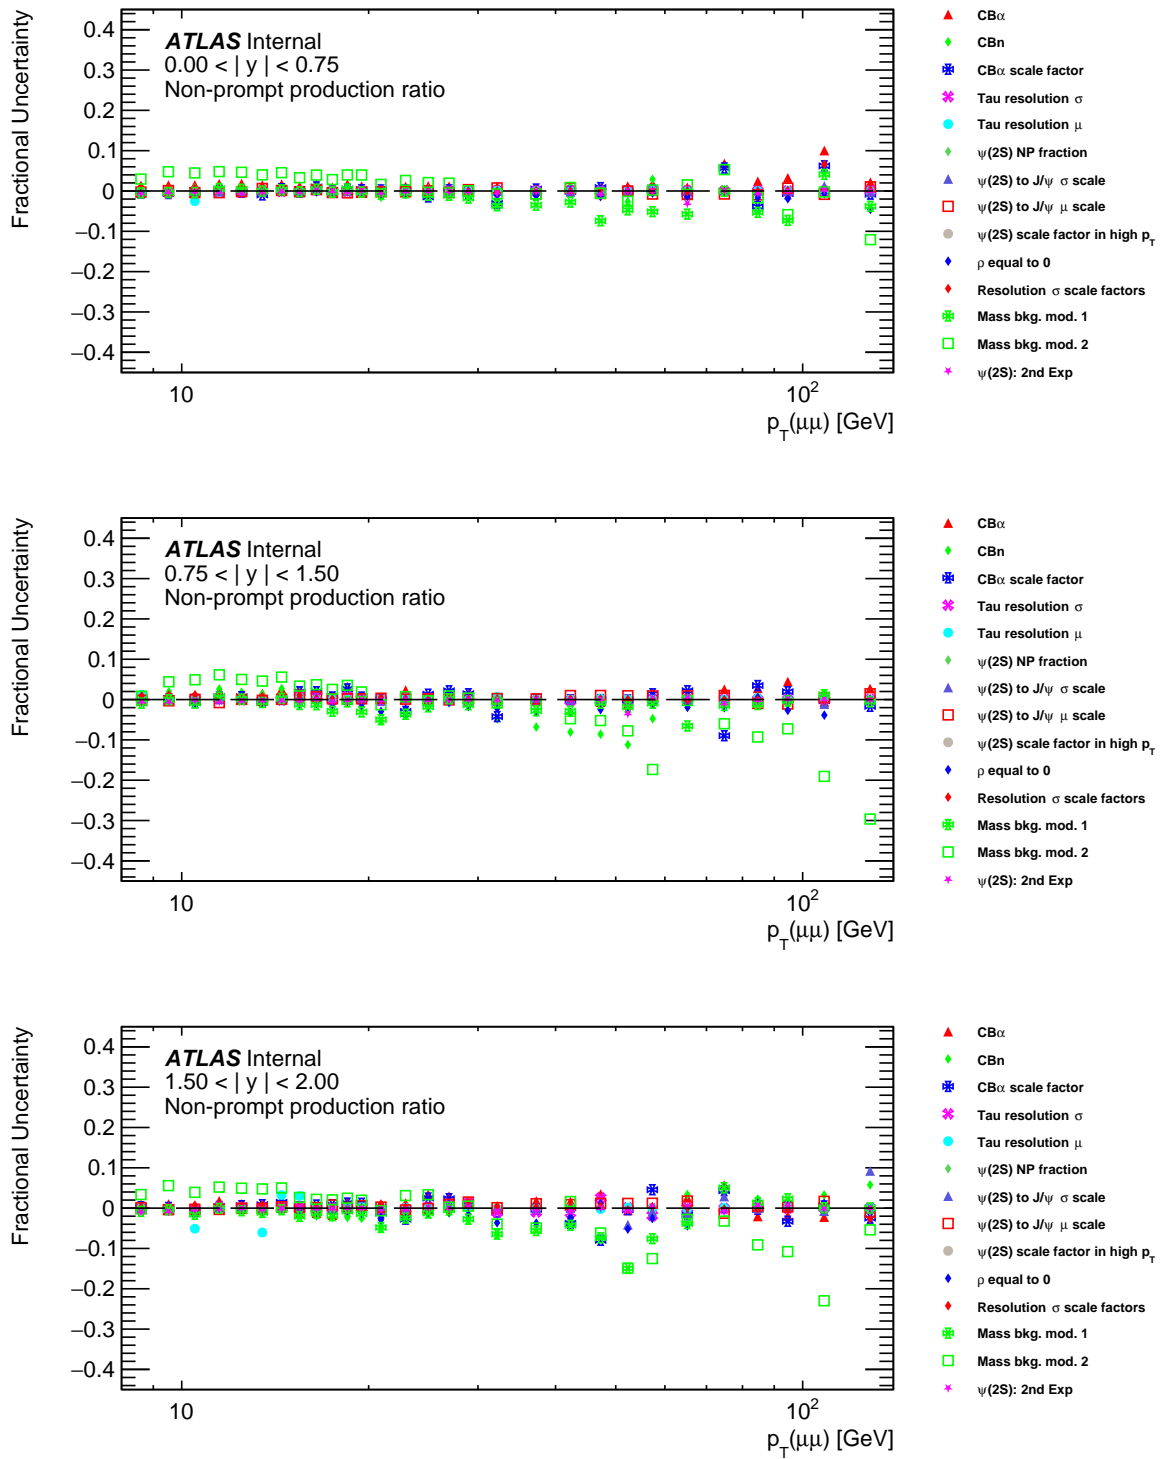 Fractional Uncertainty
0.4
0.3
0.2
0.1
0
−0.1
−0.2
−0.3
−0.4
ATLAS Internal
0.00 < | y | < 0.75
Non-prompt production ratio
10
10²
p_T(μμ) [GeV]
CBα
CBn
CBα scale factor
Tau resolution σ
Tau resolution μ
ψ(2S) NP fraction
ψ(2S) to J/ψ σ scale
ψ(2S) to J/ψ μ scale
ψ(2S) scale factor in high p_T
ρ equal to 0
Resolution σ scale factors
Mass bkg. mod. 1
Mass bkg. mod. 2
ψ(2S): 2nd Exp
Fractional Uncertainty
0.4
0.3
0.2
0.1
0
−0.1
−0.2
−0.3
−0.4
ATLAS Internal
0.75 < | y | < 1.50
Non-prompt production ratio
10
10²
p_T(μμ) [GeV]
CBα
CBn
CBα scale factor
Tau resolution σ
Tau resolution μ
ψ(2S) NP fraction
ψ(2S) to J/ψ σ scale
ψ(2S) to J/ψ μ scale
ψ(2S) scale factor in high p_T
ρ equal to 0
Resolution σ scale factors
Mass bkg. mod. 1
Mass bkg. mod. 2
ψ(2S): 2nd Exp
Fractional Uncertainty
0.4
0.3
0.2
0.1
0
−0.1
−0.2
−0.3
−0.4
ATLAS Internal
1.50 < | y | < 2.00
Non-prompt production ratio
10
10²
p_T(μμ) [GeV]
CBα
CBn
CBα scale factor
Tau resolution σ
Tau resolution μ
ψ(2S) NP fraction
ψ(2S) to J/ψ σ scale
ψ(2S) to J/ψ μ scale
ψ(2S) scale factor in high p_T
ρ equal to 0
Resolution σ scale factors
Mass bkg. mod. 1
Mass bkg. mod. 2
ψ(2S): 2nd Exp